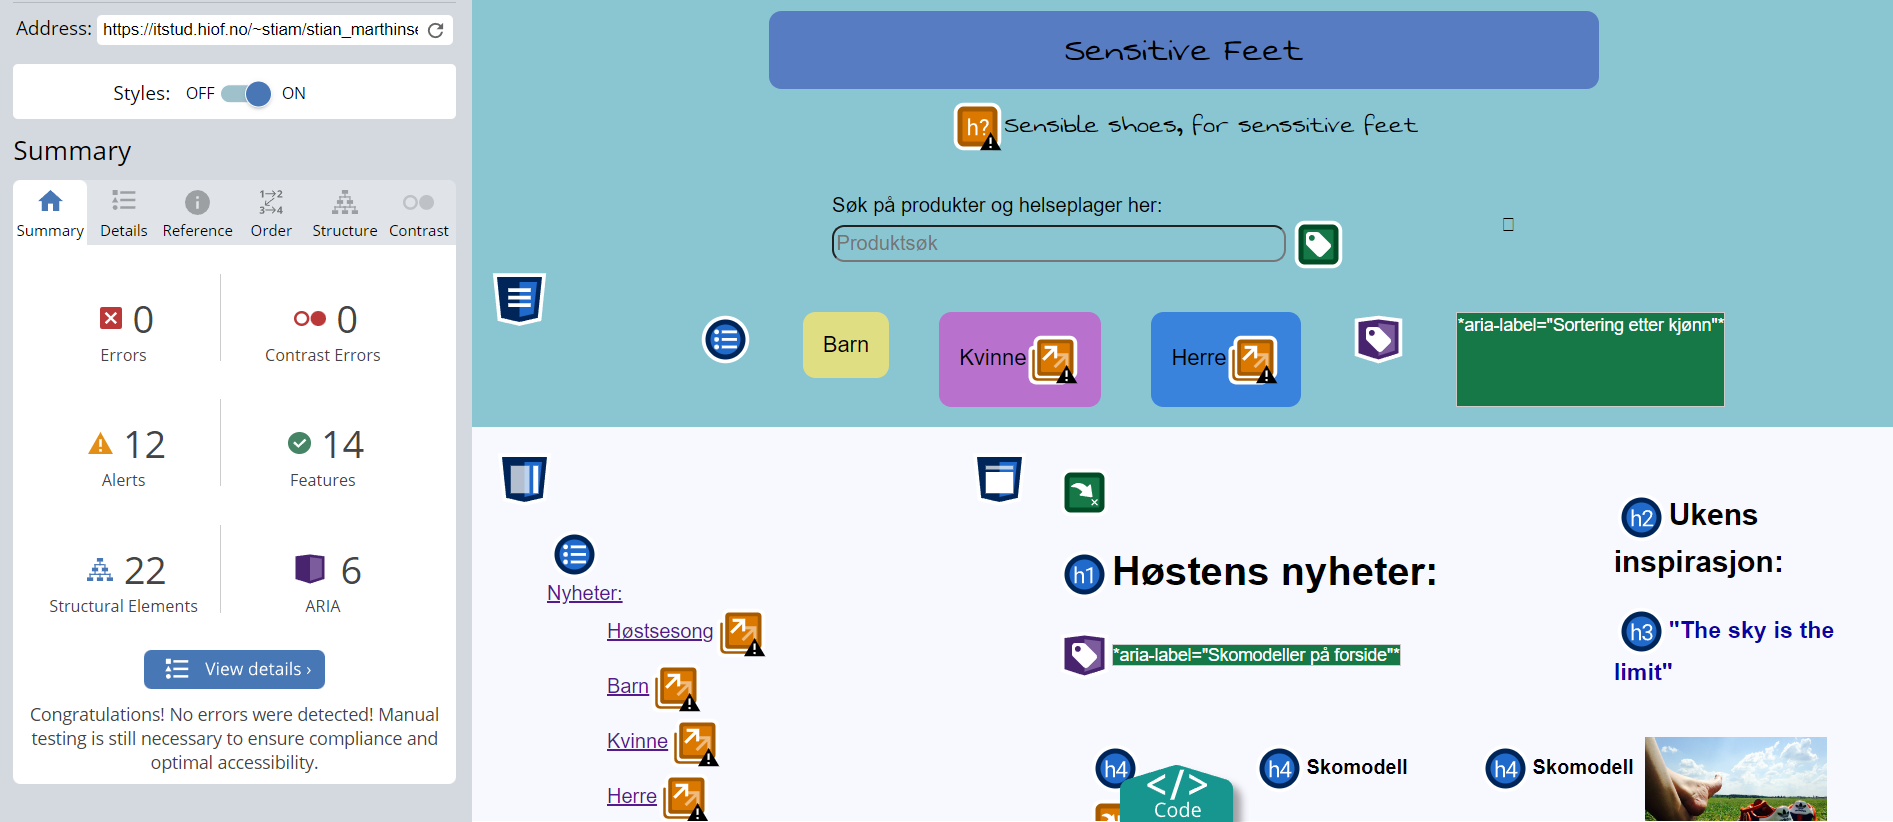 Address: https://itstud.hiof.no/~stiam/stian_marthinse
Styles: OFF ON
Summary
Summary Details Reference Order Structure Contrast
0 Errors
0 Contrast Errors
12 Alerts
14 Features
22 Structural Elements
6 ARIA
View details ›
Congratulations! No errors were detected! Manual
testing is still necessary to ensure compliance and
optimal accessibility.
Sensitive Feet
h? Sensible shoes, for senssitive feet
Søk på produkter og helseplager her:
Produktsøk
Barn
Kvinne
Herre
*aria-label="Sortering etter kjønn"*
Nyheter:
Høstsesong
Barn
Kvinne
Herre
h1 Høstens nyheter:
*aria-label="Skomodeller på forside"*
h4
h4 Skomodell
h4 Skomodell
</> Code
h2 Ukens
inspirasjon:
h3 "The sky is the
limit"